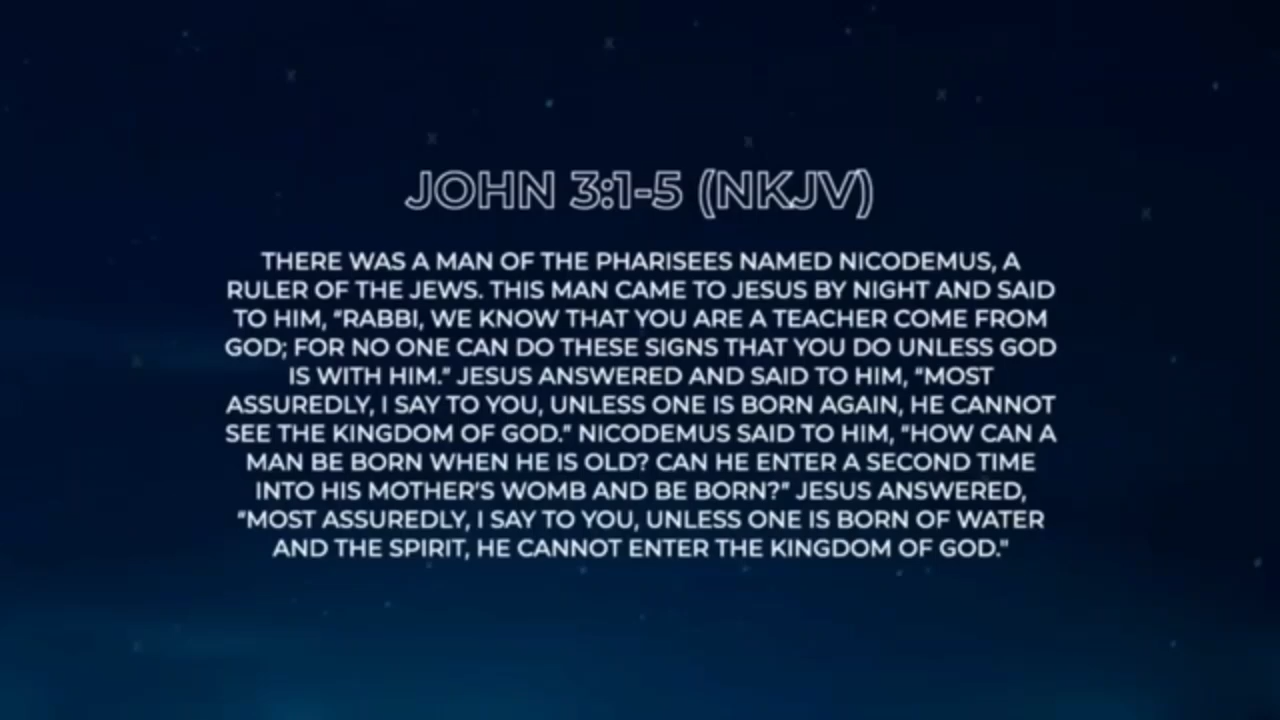 JOHN 3:1-5 (NKJV)
THERE WAS A MAN OF THE PHARISEES NAMED NICODEMUS, A
RULER OF THE JEWS. THIS MAN CAME TO JESUS BY NIGHT AND SAID
TO HIM, “RABBI, WE KNOW THAT YOU ARE A TEACHER COME FROM
GOD; FOR NO ONE CAN DO THESE SIGNS THAT YOU DO UNLESS GOD
IS WITH HIM.” JESUS ANSWERED AND SAID TO HIM, “MOST
ASSUREDLY, I SAY TO YOU, UNLESS ONE IS BORN AGAIN, HE CANNOT
SEE THE KINGDOM OF GOD.” NICODEMUS SAID TO HIM, “HOW CAN A
MAN BE BORN WHEN HE IS OLD? CAN HE ENTER A SECOND TIME
INTO HIS MOTHER’S WOMB AND BE BORN?” JESUS ANSWERED,
“MOST ASSUREDLY, I SAY TO YOU, UNLESS ONE IS BORN OF WATER
AND THE SPIRIT, HE CANNOT ENTER THE KINGDOM OF GOD."